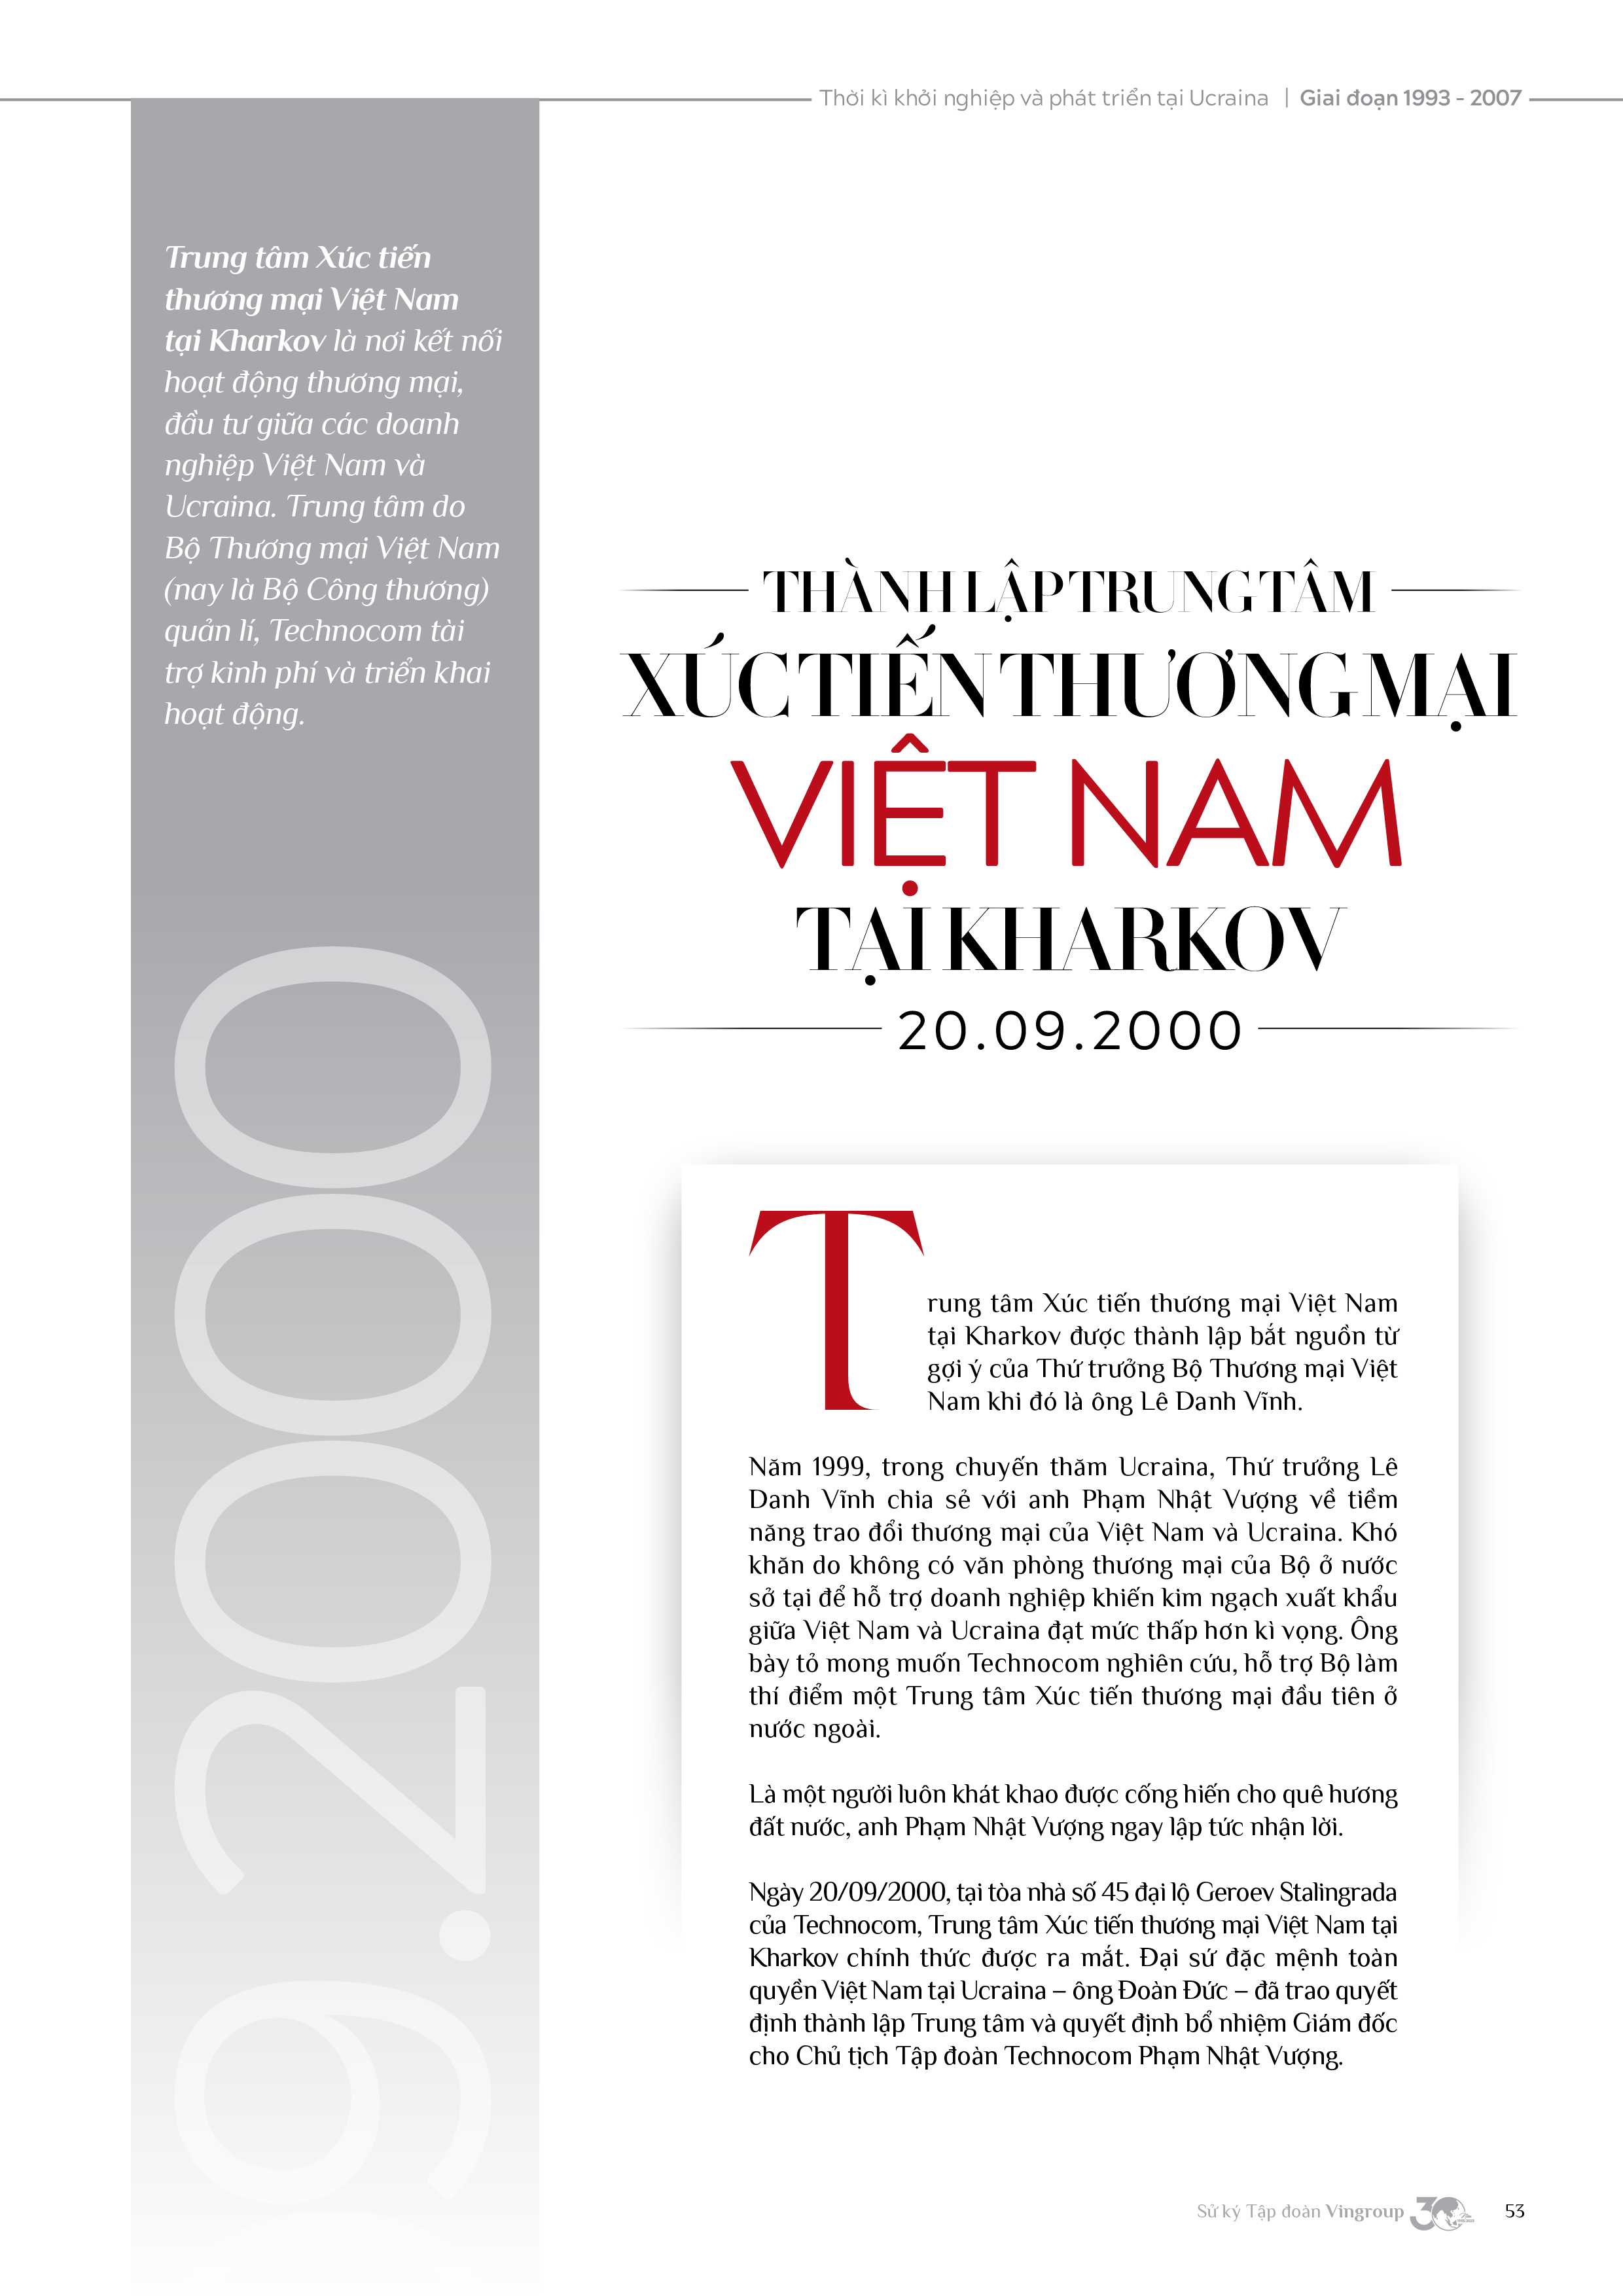 Thời kì khởi nghiệp và phát triển tại Ucraina | Giai đoạn 1993 - 2007
Trung tâm Xúc tiến
thương mại Việt Nam
tại Kharkov là nơi kết nối
hoạt động thương mại,
đầu tư giữa các doanh
nghiệp Việt Nam và
Ucraina. Trung tâm do
Bộ Thương mại Việt Nam
(nay là Bộ Công thương)
quản lí, Technocom tài
trợ kinh phí và triển khai
hoạt động.
9.2000
THÀNH LẬP TRUNG TÂM
XÚC TIẾN THƯƠNG MẠI
VIỆT NAM
TẠI KHARKOV
20.09.2000
Trung tâm Xúc tiến thương mại Việt Nam
tại Kharkov được thành lập bắt nguồn từ
gợi ý của Thứ trưởng Bộ Thương mại Việt
Nam khi đó là ông Lê Danh Vĩnh.
Năm 1999, trong chuyến thăm Ucraina, Thứ trưởng Lê
Danh Vĩnh chia sẻ với anh Phạm Nhật Vượng về tiềm
năng trao đổi thương mại của Việt Nam và Ucraina. Khó
khăn do không có văn phòng thương mại của Bộ ở nước
sở tại để hỗ trợ doanh nghiệp khiến kim ngạch xuất khẩu
giữa Việt Nam và Ucraina đạt mức thấp hơn kì vọng. Ông
bày tỏ mong muốn Technocom nghiên cứu, hỗ trợ Bộ làm
thí điểm một Trung tâm Xúc tiến thương mại đầu tiên ở
nước ngoài.
Là một người luôn khát khao được cống hiến cho quê hương
đất nước, anh Phạm Nhật Vượng ngay lập tức nhận lời.
Ngày 20/09/2000, tại tòa nhà số 45 đại lộ Geroev Stalingrada
của Technocom, Trung tâm Xúc tiến thương mại Việt Nam tại
Kharkov chính thức được ra mắt. Đại sứ đặc mệnh toàn
quyền Việt Nam tại Ucraina – ông Đoàn Đức – đã trao quyết
định thành lập Trung tâm và quyết định bổ nhiệm Giám đốc
cho Chủ tịch Tập đoàn Technocom Phạm Nhật Vượng.
Sử ký Tập đoàn Vingroup 30 53